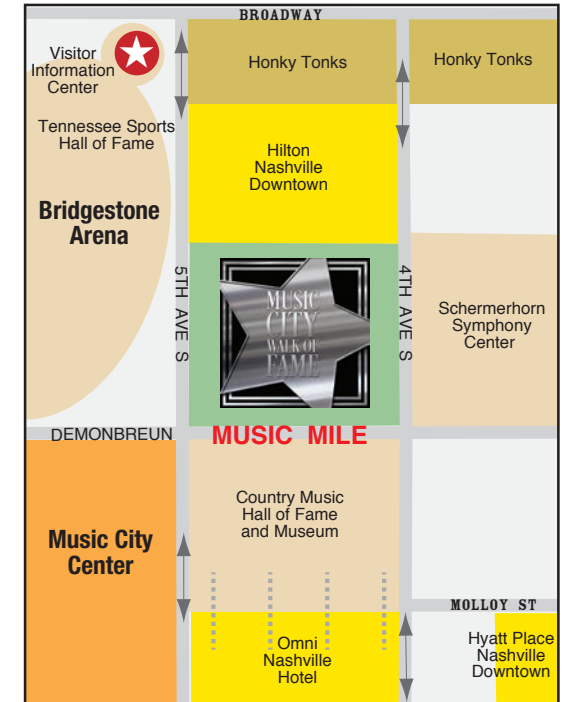 BROADWAY
Visitor
Information
Center
Honky Tonks
Honky Tonks
Tennessee Sports
Hall of Fame
Hilton
Nashville
Downtown
Bridgestone
Arena
5TH AVE S
MUSIC
CITY
WALK OF
FAME
4TH AVE S
Schermerhorn
Symphony
Center
DEMONBREUN
MUSIC MILE
Country Music
Hall of Fame
and Museum
Music City
Center
MOLLOY ST
Omni
Nashville
Hotel
Hyatt Place
Nashville
Downtown